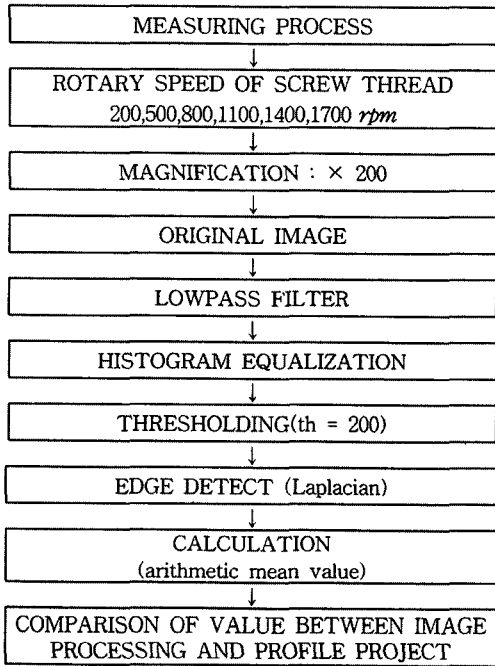 MEASURING PROCESS
↓
ROTARY SPEED OF SCREW THREAD
200,500,800,1100,1400,1700 rpm
↓
MAGNIFICATION : × 200
↓
ORIGINAL IMAGE
↓
LOWPASS FILTER
↓
HISTOGRAM EQUALIZATION
↓
THRESHOLDING(th = 200)
↓
EDGE DETECT (Laplacian)
↓
CALCULATION
(arithmetic mean value)
↓
COMPARISON OF VALUE BETWEEN IMAGE
PROCESSING AND PROFILE PROJECT